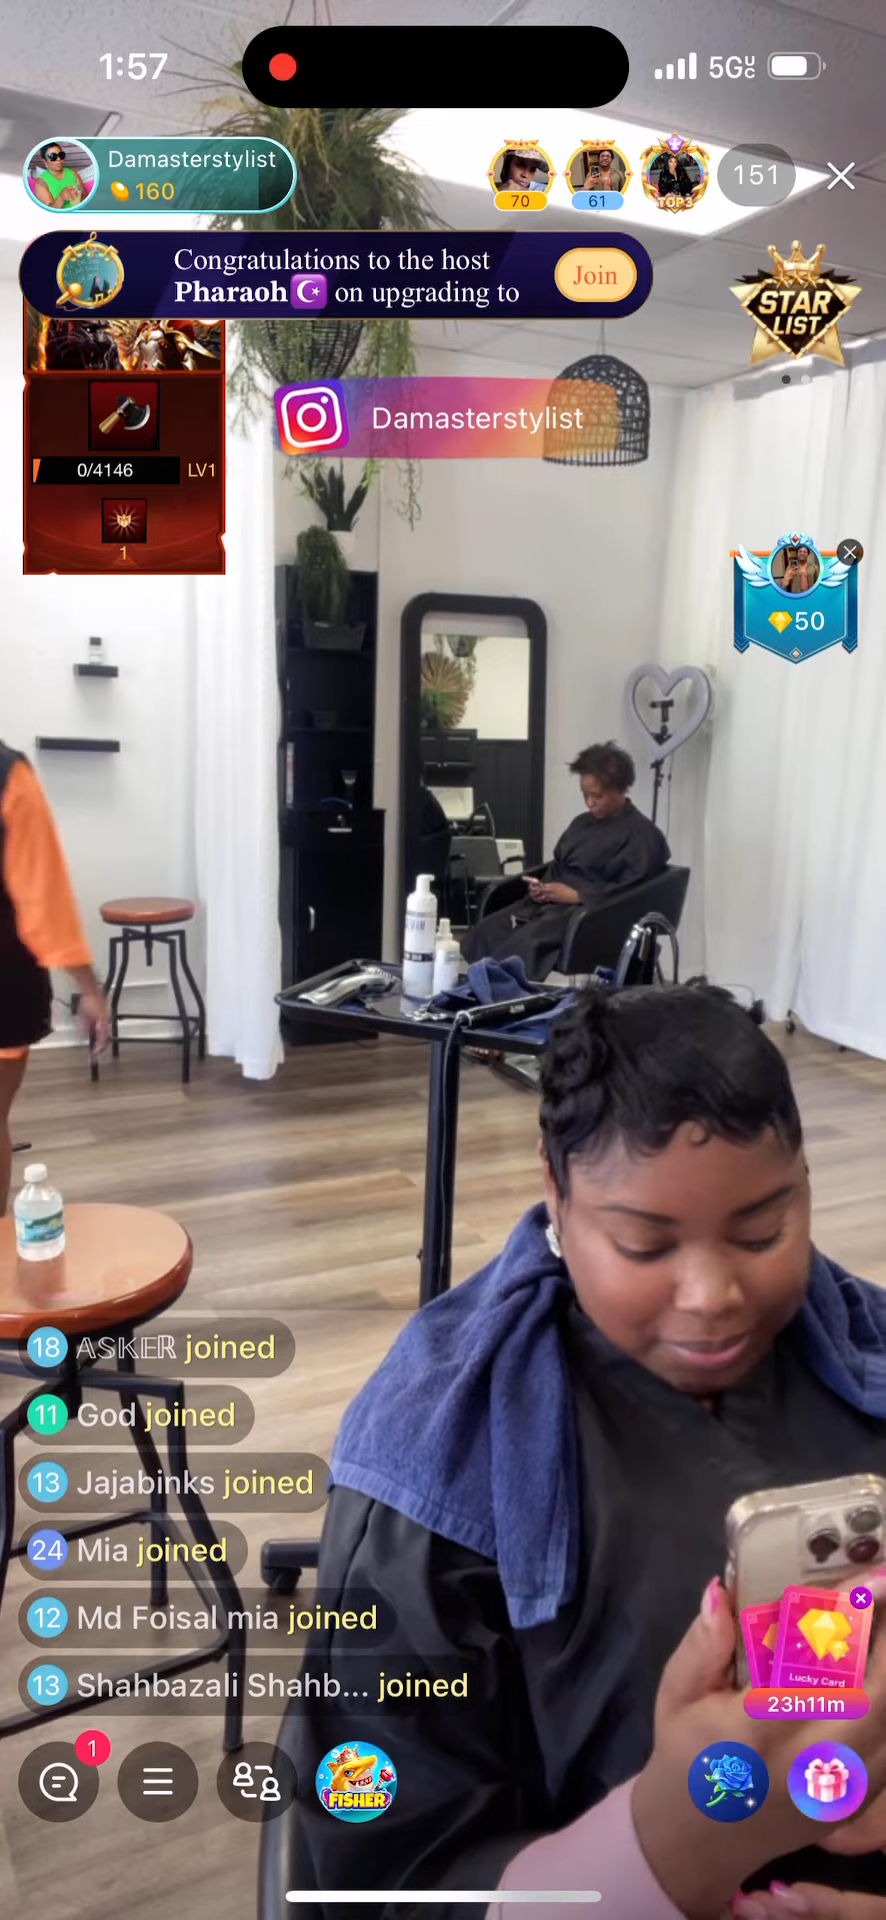 1:57
5GUC
Damasterstylist
160
70
61
TOP3
151
Congratulations to the host
Pharaoh☪️ on upgrading to
Join
STAR
LIST
Damasterstylist
0/4146
LV1
1
50
18 𝔸𝕊𝕂𝔼ℝ joined
11 God joined
13 Jajabinks joined
24 Mia joined
12 Md Foisal mia joined
13 Shahbazali Shahb... joined
Lucky Card
23h11m
1
FISHER